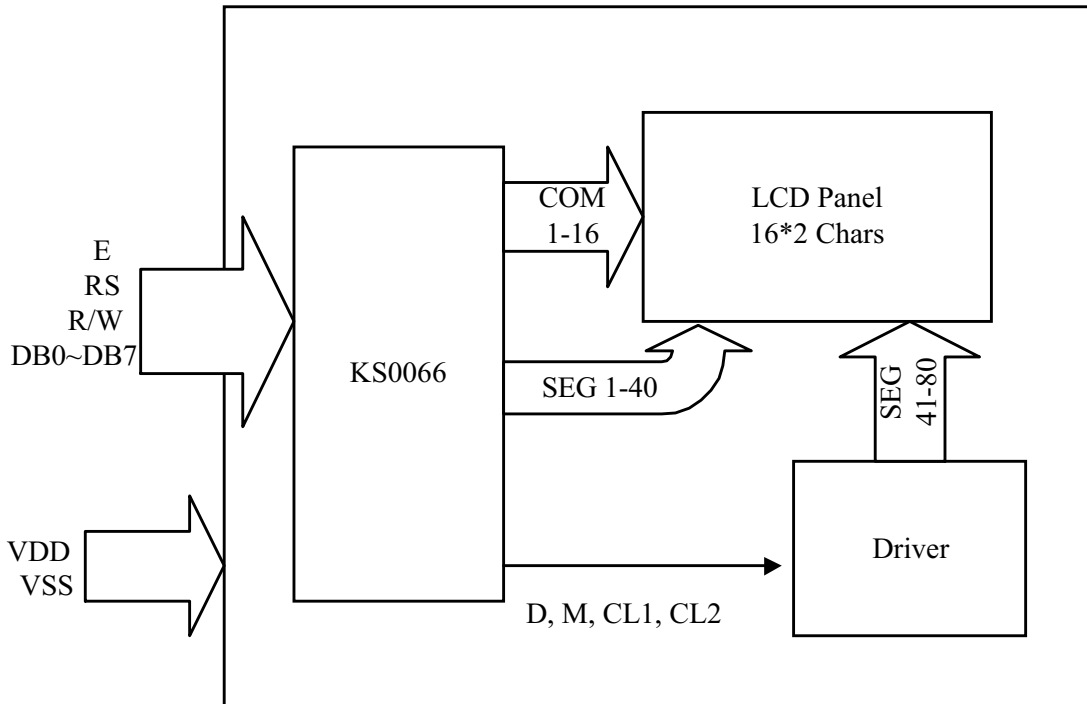 E
RS
R/W
DB0~DB7
VDD
VSS
KS0066
COM
1-16
SEG 1-40
D, M, CL1, CL2
LCD Panel
16*2 Chars
SEG
41-80
Driver